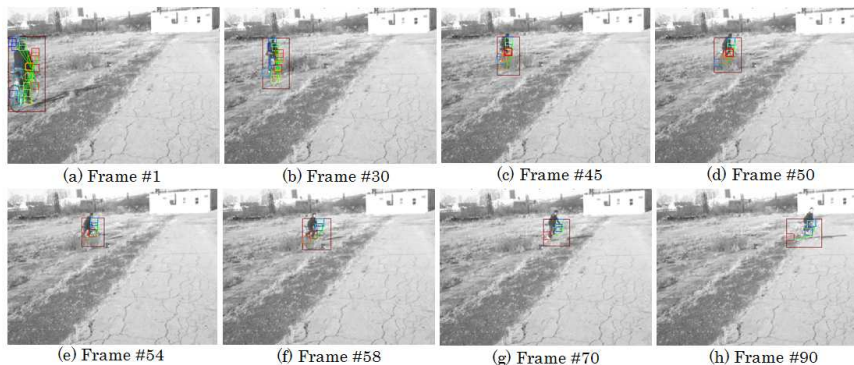 (a) Frame #1
(b) Frame #30
(c) Frame #45
(d) Frame #50
(e) Frame #54
(f) Frame #58
(g) Frame #70
(h) Frame #90